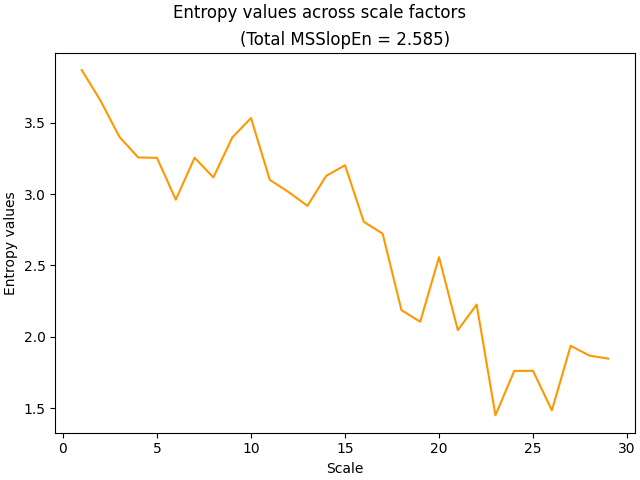 Entropy values across scale factors
(Total MSSlopEn = 2.585)
Entropy values
3.5
3.0
2.5
2.0
1.5
0 5 10 15 20 25 30
Scale